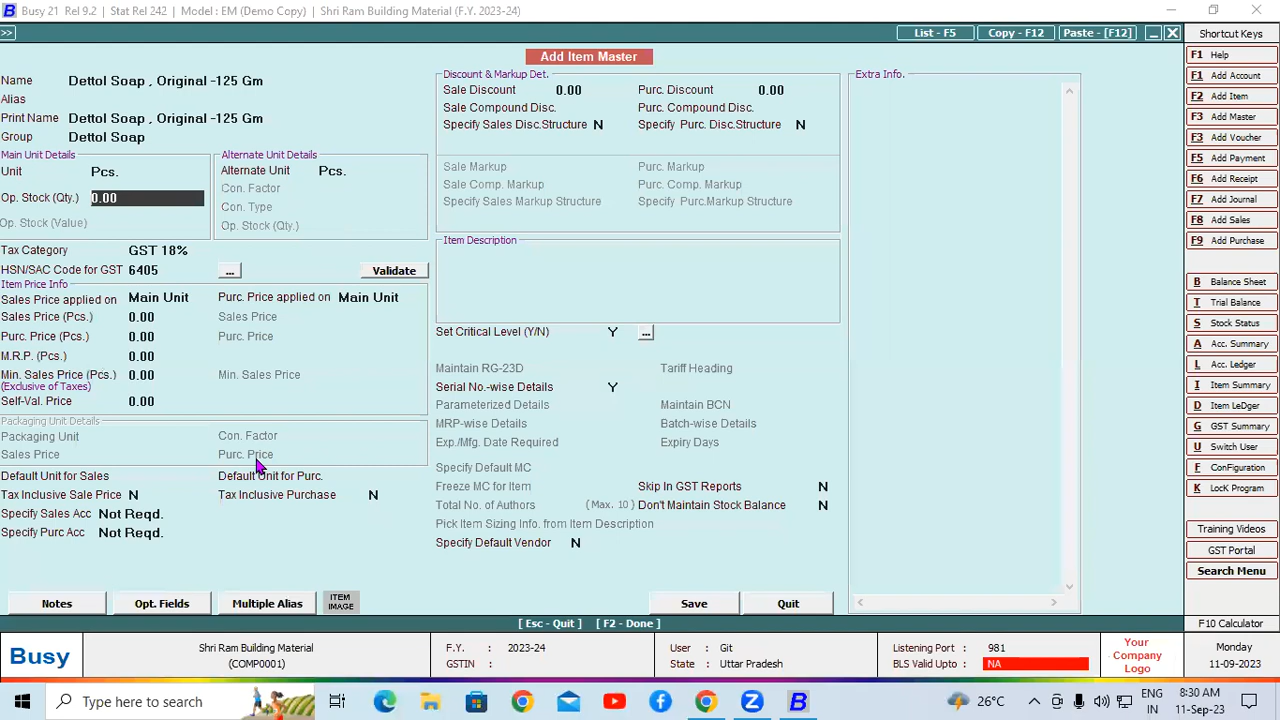 Busy 21 Rel 9.2 | Stat Rel 242 | Model : EM (Demo Copy) | Shri Ram Building Material (F.Y. 2023-24)
>> List - F5 Copy - F12 Paste - [F12]
Add Item Master
Name Dettol Soap , Original -125 Gm
Alias
Print Name Dettol Soap , Original -125 Gm
Group Dettol Soap
Main Unit Details
Unit Pcs.
Op. Stock (Qty.) 0.00
Op. Stock (Value)
Alternate Unit Details
Alternate Unit Pcs.
Con. Factor
Con. Type
Op. Stock (Qty.)
Tax Category GST 18%
HSN/SAC Code for GST 6405 ... Validate
Item Price Info
Sales Price applied on Main Unit Purc. Price applied on Main Unit
Sales Price (Pcs.) 0.00 Sales Price
Purc. Price (Pcs.) 0.00 Purc. Price
M.R.P. (Pcs.) 0.00
Min. Sales Price (Pcs.) 0.00 Min. Sales Price
(Exclusive of Taxes)
Self-Val. Price 0.00
Packaging Unit Details
Packaging Unit Con. Factor
Sales Price Purc. Price
Default Unit for Sales Default Unit for Purc.
Tax Inclusive Sale Price N Tax Inclusive Purchase N
Specify Sales Acc Not Reqd.
Specify Purc Acc Not Reqd.
Notes Opt. Fields Multiple Alias ITEM
IMAGE
Discount & Markup Det.
Sale Discount 0.00 Purc. Discount 0.00
Sale Compound Disc. Purc. Compound Disc.
Specify Sales Disc.Structure N Specify Purc. Disc.Structure N
Sale Markup Purc. Markup
Sale Comp. Markup Purc. Comp. Markup
Specify Sales Markup Structure Specify Purc.Markup Structure
Item Description
Set Critical Level (Y/N) Y ...
Maintain RG-23D Tariff Heading
Serial No.-wise Details Y
Parameterized Details Maintain BCN
MRP-wise Details Batch-wise Details
Exp./Mfg. Date Required Expiry Days
Specify Default MC
Freeze MC for Item Skip In GST Reports N
Total No. of Authors ( Max. 10 ) Don't Maintain Stock Balance N
Pick Item Sizing Info. from Item Description
Specify Default Vendor N
Save Quit
Extra Info.
[ Esc - Quit ] [ F2 - Done ]
Shortcut Keys
F1 Help
F1 Add Account
F2 Add Item
F3 Add Master
F3 Add Voucher
F5 Add Payment
F6 Add Receipt
F7 Add Journal
F8 Add Sales
F9 Add Purchase
B Balance Sheet
T Trial Balance
S Stock Status
A Acc. Summary
L Acc. Ledger
I Item Summary
D Item LeDger
G GST Summary
U Switch User
F ConFiguration
K LocK Program
Training Videos
GST Portal
Search Menu
F10 Calculator
Busy
Shri Ram Building Material
(COMP0001)
F.Y. : 2023-24
GSTIN :
User : Git
State : Uttar Pradesh
Listening Port : 981
BLS Valid Upto : NA
Your
Company
Logo
Monday
11-09-2023
Type here to search
26°C
ENG
IN
8:30 AM
11-Sep-23